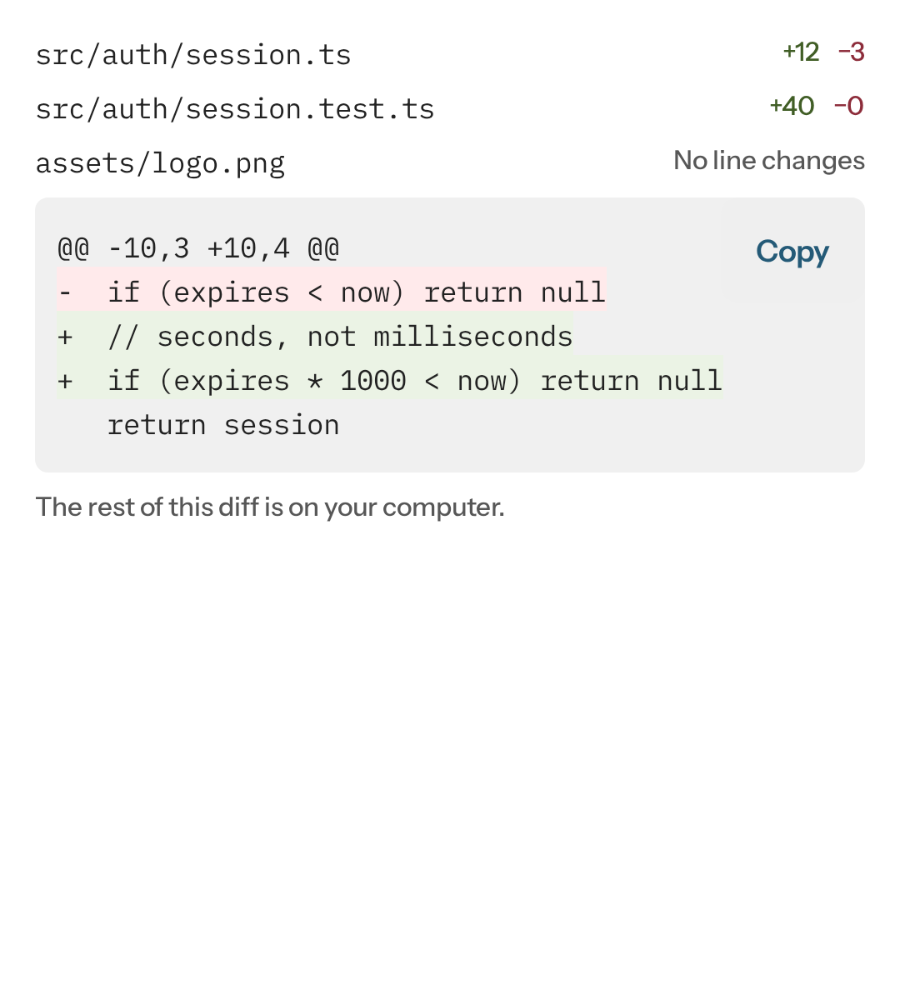 src/auth/session.ts +12 −3
src/auth/session.test.ts +40 −0
assets/logo.png No line changes
@@ -10,3 +10,4 @@ Copy
-  if (expires < now) return null
+  // seconds, not milliseconds
+  if (expires * 1000 < now) return null
   return session
The rest of this diff is on your computer.